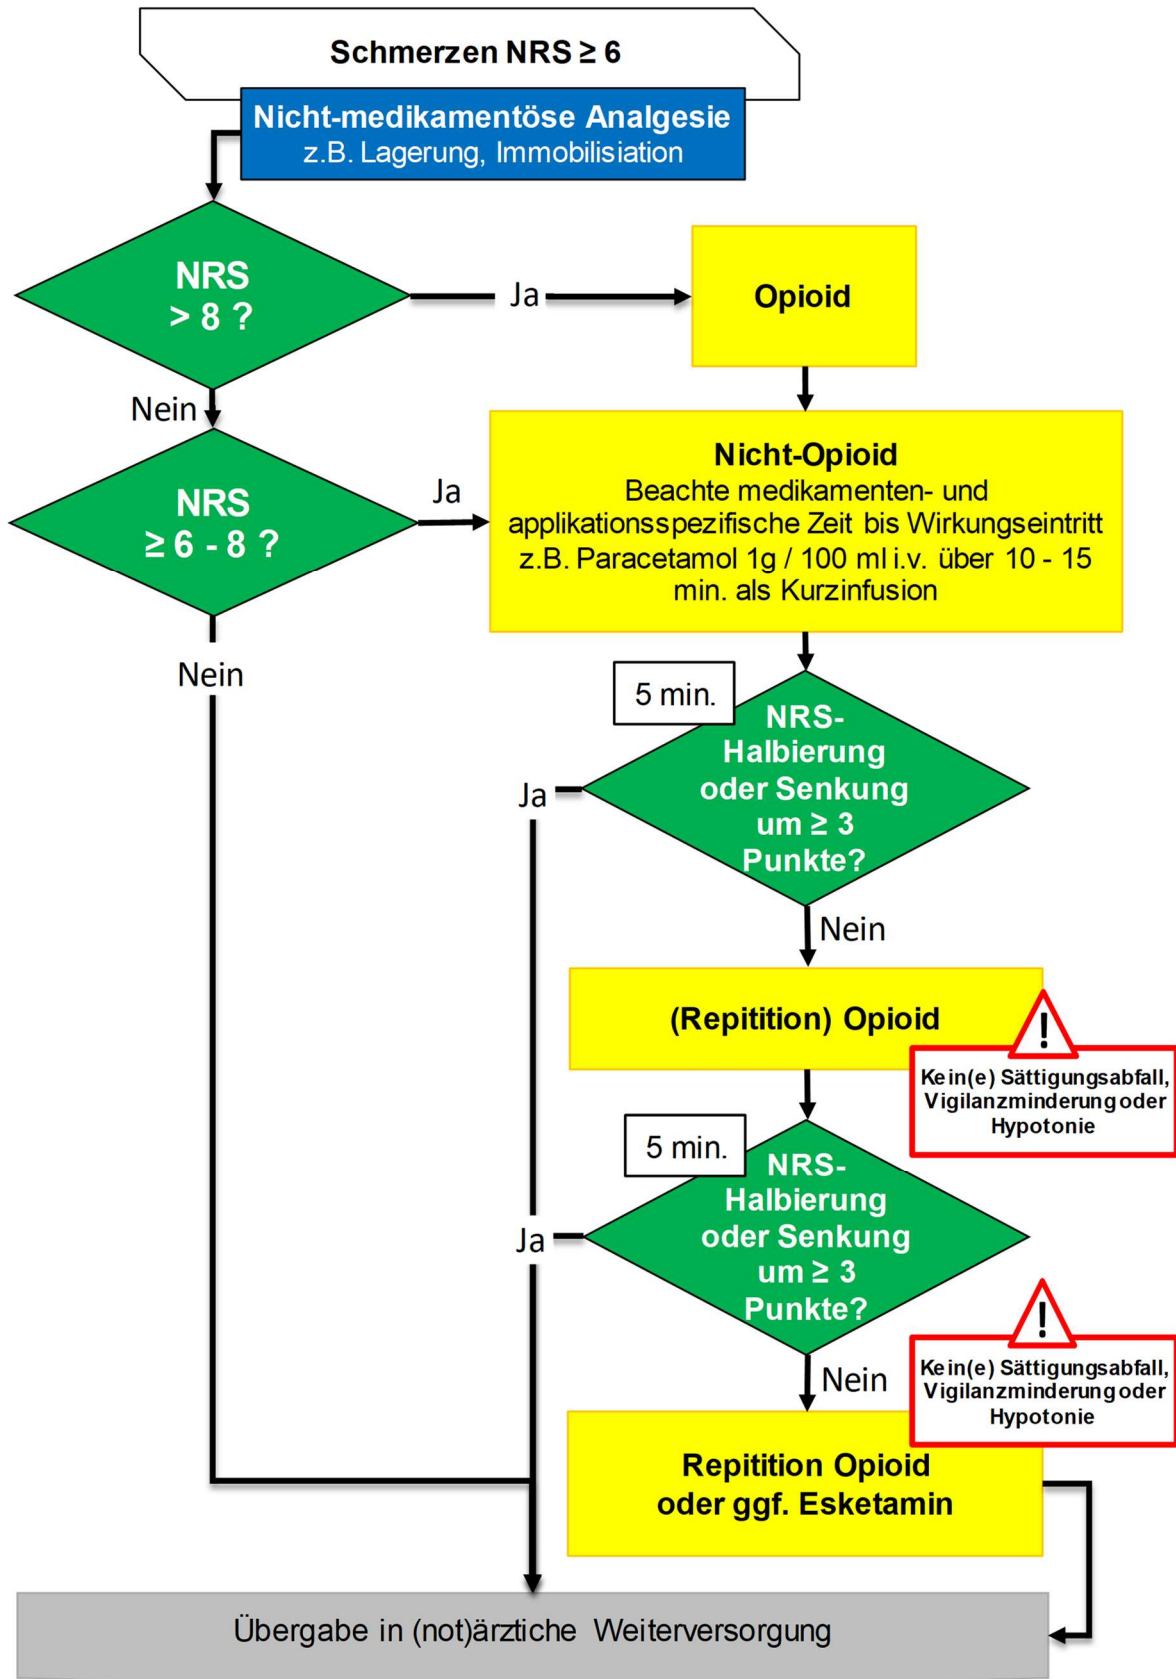 Schmerzen NRS ≥ 6
Nicht-medikamentöse Analgesie
z.B. Lagerung, Immobilisiation
NRS
> 8 ?
Ja
Opioid
Nein
NRS
≥ 6 - 8 ?
Ja
Nicht-Opioid
Beachte medikamenten- und
applikationsspezifische Zeit bis Wirkungseintritt
z.B. Paracetamol 1g / 100 ml i.v. über 10 - 15
min. als Kurzinfusion
Nein
5 min.
NRS-
Halbierung
oder Senkung
um ≥ 3
Punkte?
Ja
Nein
(Repitition) Opioid
!
Kein(e) Sättigungsabfall,
Vigilanzminderung oder
Hypotonie
5 min.
NRS-
Halbierung
oder Senkung
um ≥ 3
Punkte?
Ja
Nein
!
Kein(e) Sättigungsabfall,
Vigilanzminderung oder
Hypotonie
Repitition Opioid
oder ggf. Esketamin
Übergabe in (not)ärztliche Weiterversorgung